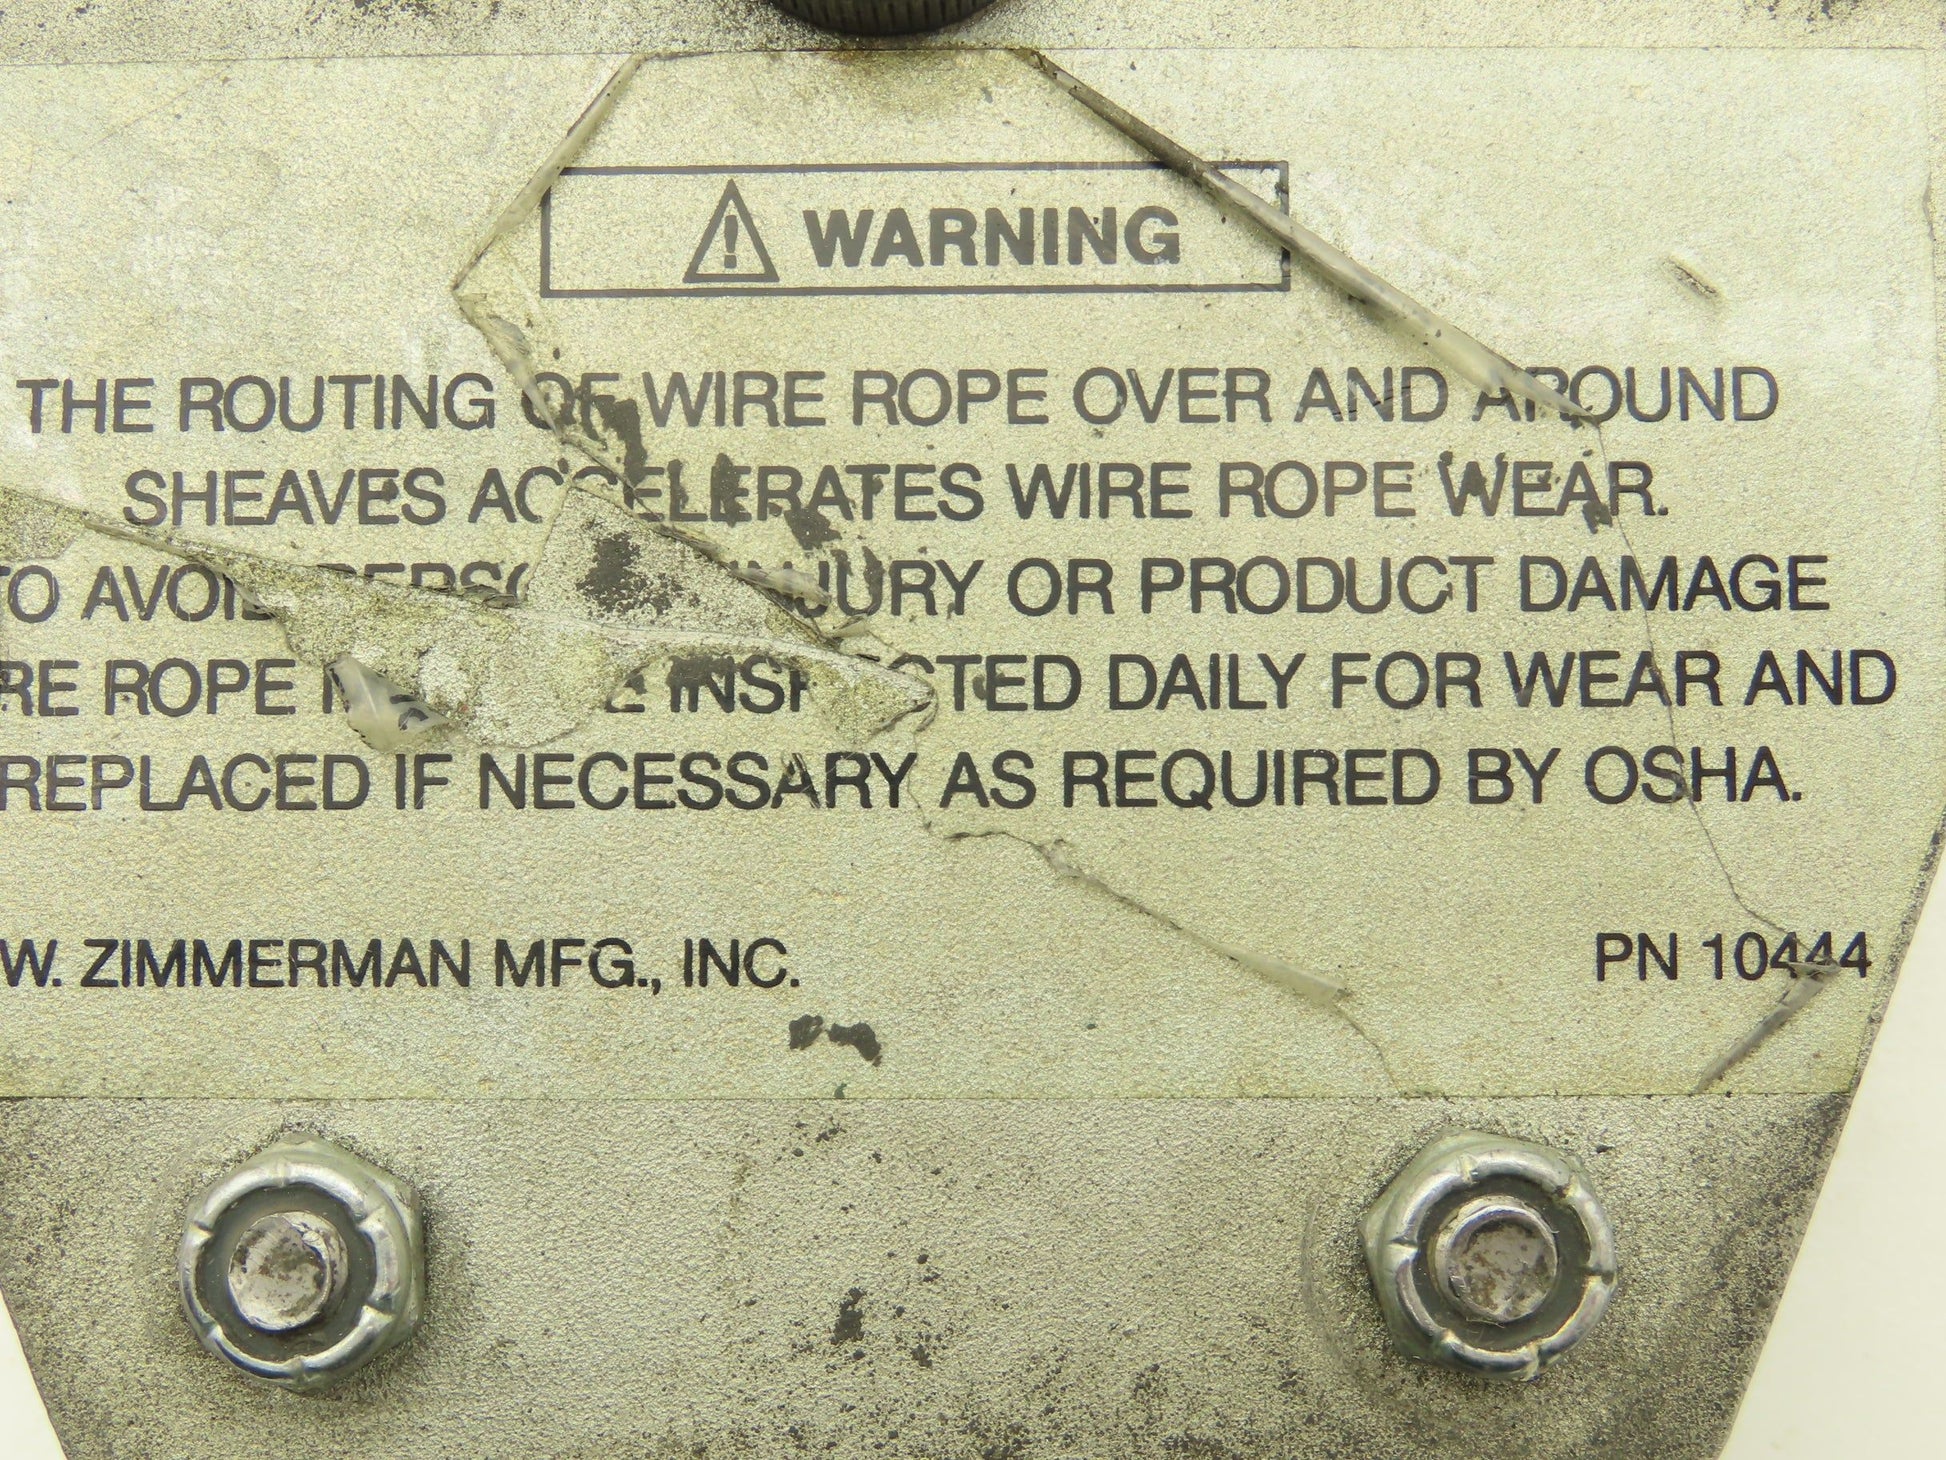 WARNING
THE ROUTING OF WIRE ROPE OVER AND AROUND
SHEAVES ACCELERATES WIRE ROPE WEAR.
TO AVOID PERSO INJURY OR PRODUCT DAMAGE
RE ROPE INSPECTED DAILY FOR WEAR AND
REPLACED IF NECESSARY AS REQUIRED BY OSHA.
W. ZIMMERMAN MFG., INC.
PN 10444